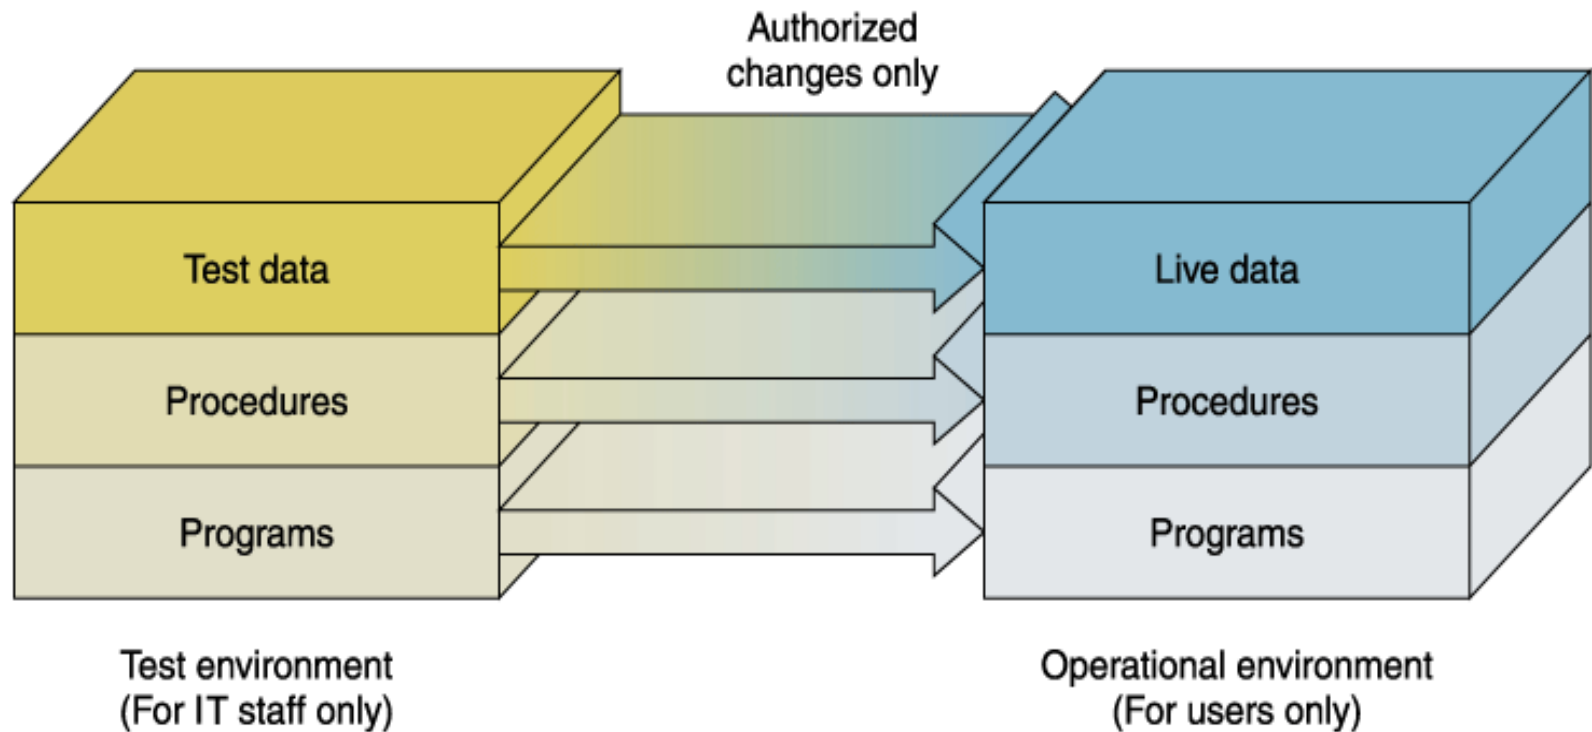 Authorized
changes only
Test data
Live data
Procedures
Procedures
Programs
Programs
Test environment
(For IT staff only)
Operational environment
(For users only)